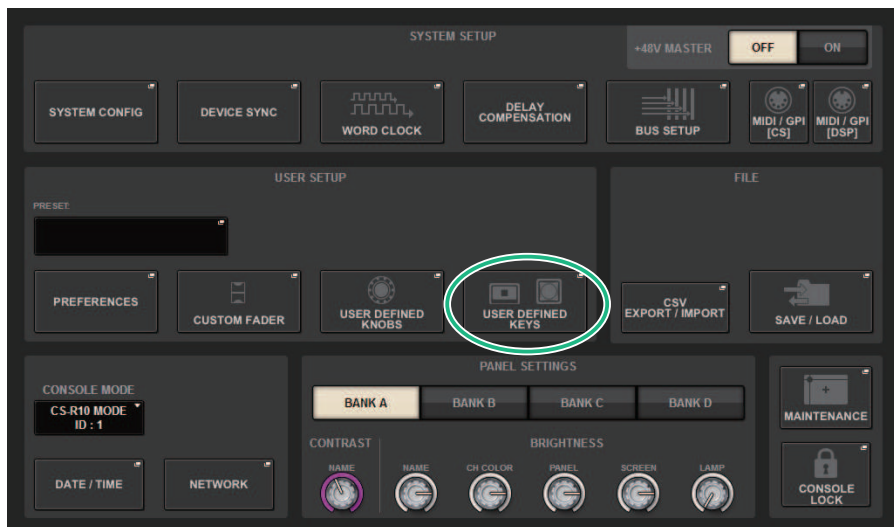 SYSTEM SETUP
+48V MASTER
OFF
ON
SYSTEM CONFIG
DEVICE SYNC
WORD CLOCK
DELAY
COMPENSATION
BUS SETUP
MIDI / GPI
[CS]
MIDI / GPI
[DSP]
USER SETUP
PRESET
PREFERENCES
CUSTOM FADER
USER DEFINED
KNOBS
USER DEFINED
KEYS
FILE
CSV
EXPORT / IMPORT
SAVE / LOAD
CONSOLE MODE
CS-R10 MODE
ID : 1
DATE / TIME
NETWORK
PANEL SETTINGS
BANK A
BANK B
BANK C
BANK D
CONTRAST
BRIGHTNESS
NAME
NAME
CH COLOR
PANEL
SCREEN
LAMP
MAINTENANCE
CONSOLE
LOCK